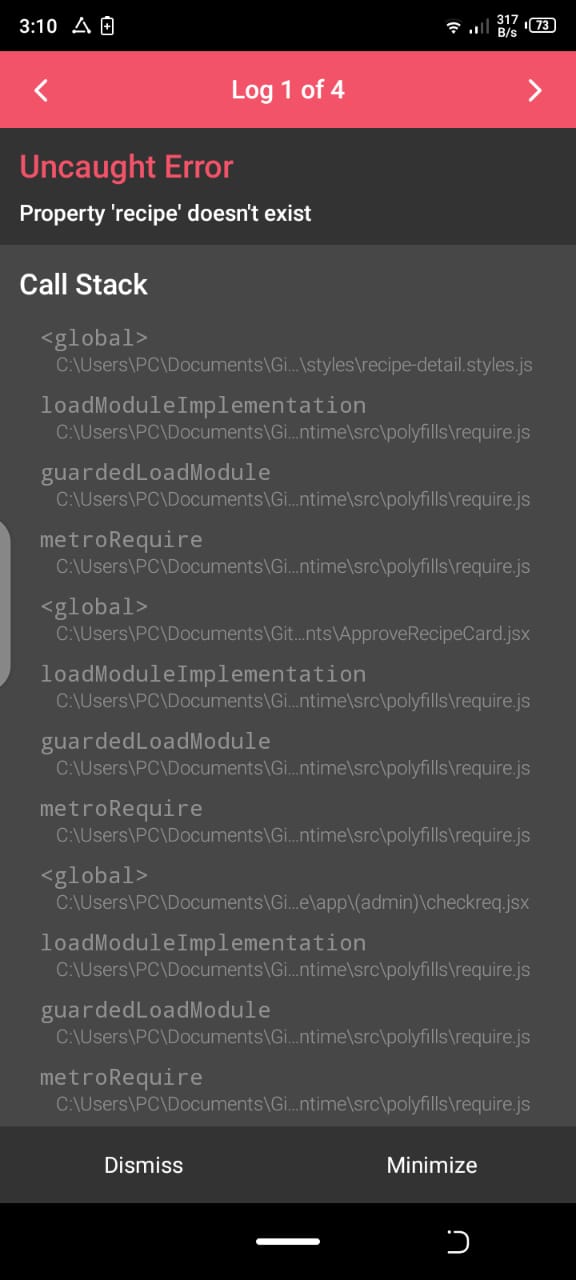 3:10
317
B/s
73
Log 1 of 4
Uncaught Error
Property 'recipe' doesn't exist
Call Stack
<global>
C:\Users\PC\Documents\Gi...\styles\recipe-detail.styles.js
loadModuleImplementation
C:\Users\PC\Documents\Gi...ntime\src\polyfills\require.js
guardedLoadModule
C:\Users\PC\Documents\Gi...ntime\src\polyfills\require.js
metroRequire
C:\Users\PC\Documents\Gi...ntime\src\polyfills\require.js
<global>
C:\Users\PC\Documents\Git...nts\ApproveRecipeCard.jsx
loadModuleImplementation
C:\Users\PC\Documents\Gi...ntime\src\polyfills\require.js
guardedLoadModule
C:\Users\PC\Documents\Gi...ntime\src\polyfills\require.js
metroRequire
C:\Users\PC\Documents\Gi...ntime\src\polyfills\require.js
<global>
C:\Users\PC\Documents\Gi...e\app\(admin)\checkreq.jsx
loadModuleImplementation
C:\Users\PC\Documents\Gi...ntime\src\polyfills\require.js
guardedLoadModule
C:\Users\PC\Documents\Gi...ntime\src\polyfills\require.js
metroRequire
C:\Users\PC\Documents\Gi...ntime\src\polyfills\require.js
Dismiss
Minimize